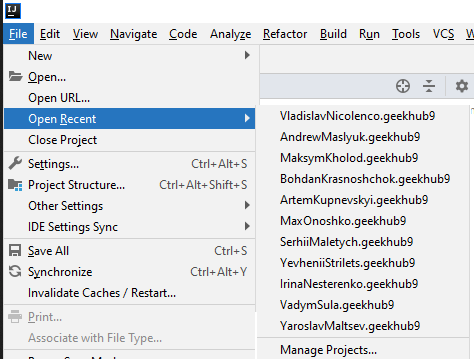 IJ
File Edit View Navigate Code Analyze Refactor Build Run Tools VCS W
New
Open...
Open URL...
Open Recent
Close Project
Settings... Ctrl+Alt+S
Project Structure... Ctrl+Alt+Shift+S
Other Settings
IDE Settings Sync
Save All Ctrl+S
Synchronize Ctrl+Alt+Y
Invalidate Caches / Restart...
Print...
Associate with File Type...
VladislavNicolenco.geekhub9
AndrewMaslyuk.geekhub9
MaksymKholod.geekhub9
BohdanKrasnoshchok.geekhub9
ArtemKupnevskyi.geekhub9
MaxOnoshko.geekhub9
SerhiiMaletych.geekhub9
YevheniiStrilets.geekhub9
IrinaNesterenko.geekhub9
VadymSula.geekhub9
YaroslavMaltsev.geekhub9
Manage Projects...